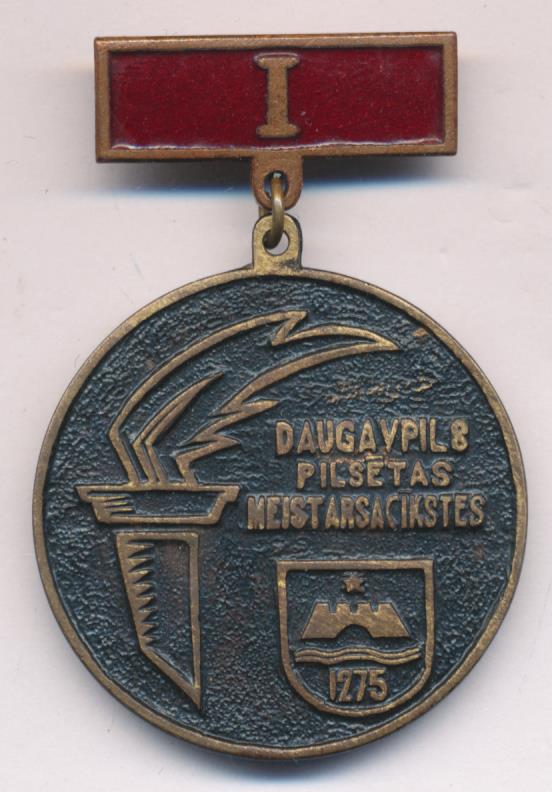 I
DAUGAVPILS
PILSĒTAS
MEISTARSACĪKSTES
1275